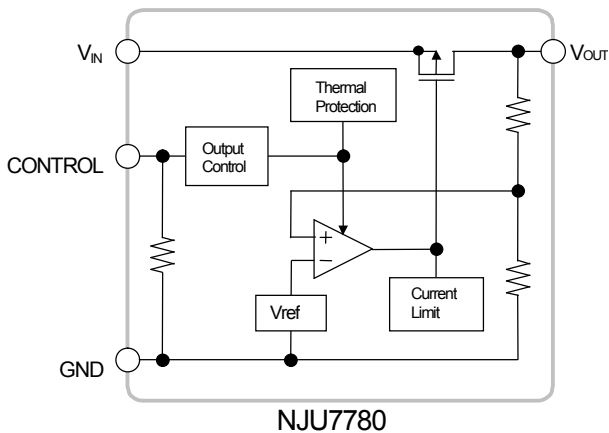 VIN
VOUT
Thermal
Protection
CONTROL
Output
Control
+
−
Vref
Current
Limit
GND
NJU7780